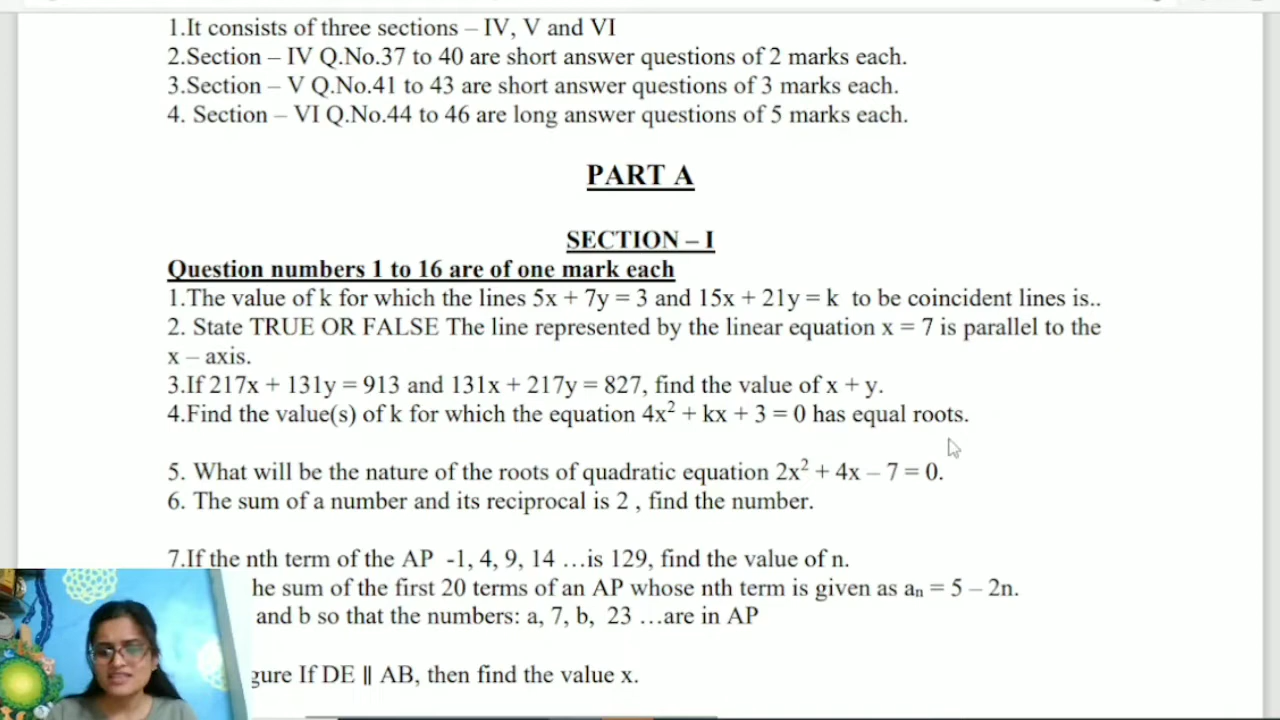 1.It consists of three sections – IV, V and VI
2.Section – IV Q.No.37 to 40 are short answer questions of 2 marks each.
3.Section – V Q.No.41 to 43 are short answer questions of 3 marks each.
4. Section – VI Q.No.44 to 46 are long answer questions of 5 marks each.
PART A
SECTION – I
Question numbers 1 to 16 are of one mark each
1.The value of k for which the lines 5x + 7y = 3 and 15x + 21y = k to be coincident lines is..
2. State TRUE OR FALSE The line represented by the linear equation x = 7 is parallel to the
x – axis.
3.If 217x + 131y = 913 and 131x + 217y = 827, find the value of x + y.
4.Find the value(s) of k for which the equation 4x² + kx + 3 = 0 has equal roots.
5. What will be the nature of the roots of quadratic equation 2x² + 4x – 7 = 0.
6. The sum of a number and its reciprocal is 2 , find the number.
7.If the nth term of the AP -1, 4, 9, 14 …is 129, find the value of n.
he sum of the first 20 terms of an AP whose nth term is given as aₙ = 5 – 2n.
and b so that the numbers: a, 7, b, 23 …are in AP
gure If DE || AB, then find the value x.